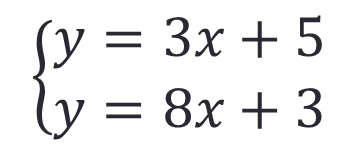 y = 3x + 5
y = 8x + 3